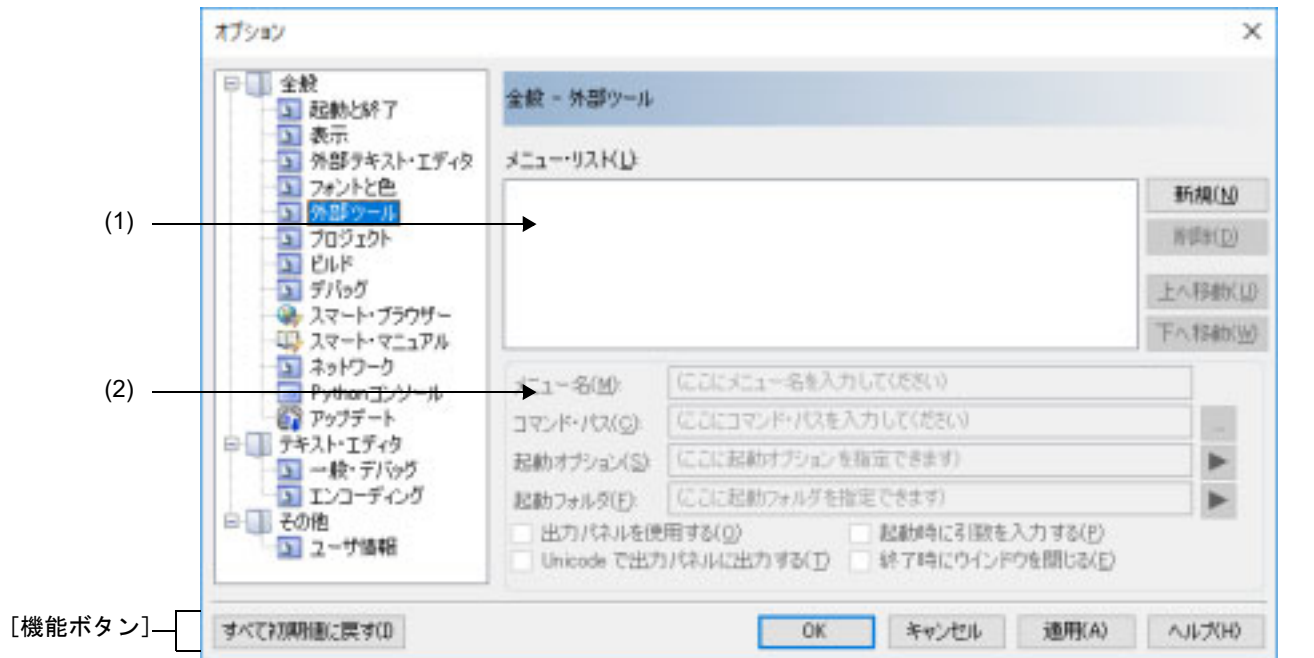 オプション
全般
起動と終了
表示
外部テキスト・エディタ
フォントと色
外部ツール
プロジェクト
ビルド
デバッグ
スマート・ブラウザー
スマート・マニュアル
ネットワーク
Pythonコンソール
アップデート
テキスト・エディタ
一般・デバッグ
エンコーディング
その他
ユーザ情報
全般 - 外部ツール
メニュー・リスト(L):
新規(N)
削除(D)
上へ移動(U)
下へ移動(W)
(1)
(2)
メニュー名(M): (ここにメニュー名を入力してください)
コマンド・パス(C): (ここにコマンド・パスを入力してください) ...
起動オプション(S): (ここに起動オプションを指定できます)
起動フォルダ(F): (ここに起動フォルダを指定できます)
出力パネルを使用する(O) 起動時に引数を入力する(P)
Unicode で出力パネルに出力する(T) 終了時にウインドウを閉じる(E)
[機能ボタン]
すべて初期値に戻す(I) OK キャンセル 適用(A) ヘルプ(H)